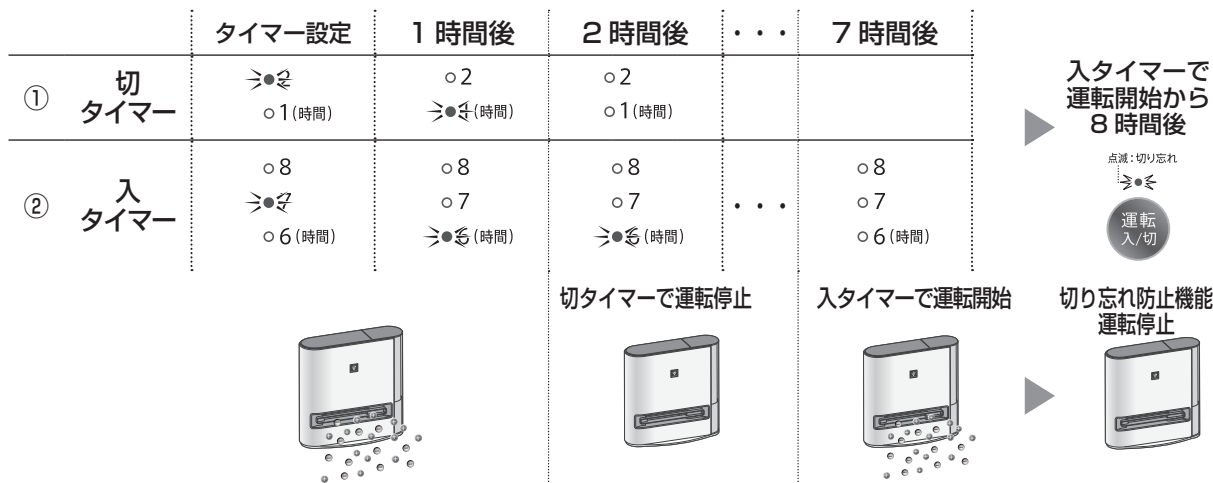 タイマー設定 1時間後 2時間後 ・・・ 7時間後
① 切タイマー
2 2 2
1(時間) 1(時間) 1(時間)
② 入タイマー
8 8 8 8
7 7 7 ・・・ 7
6(時間) 6(時間) 6(時間) 6(時間)
入タイマーで
運転開始から
8時間後
点滅:切り忘れ
運転
入/切
切タイマーで運転停止
入タイマーで運転開始
切り忘れ防止機能
運転停止